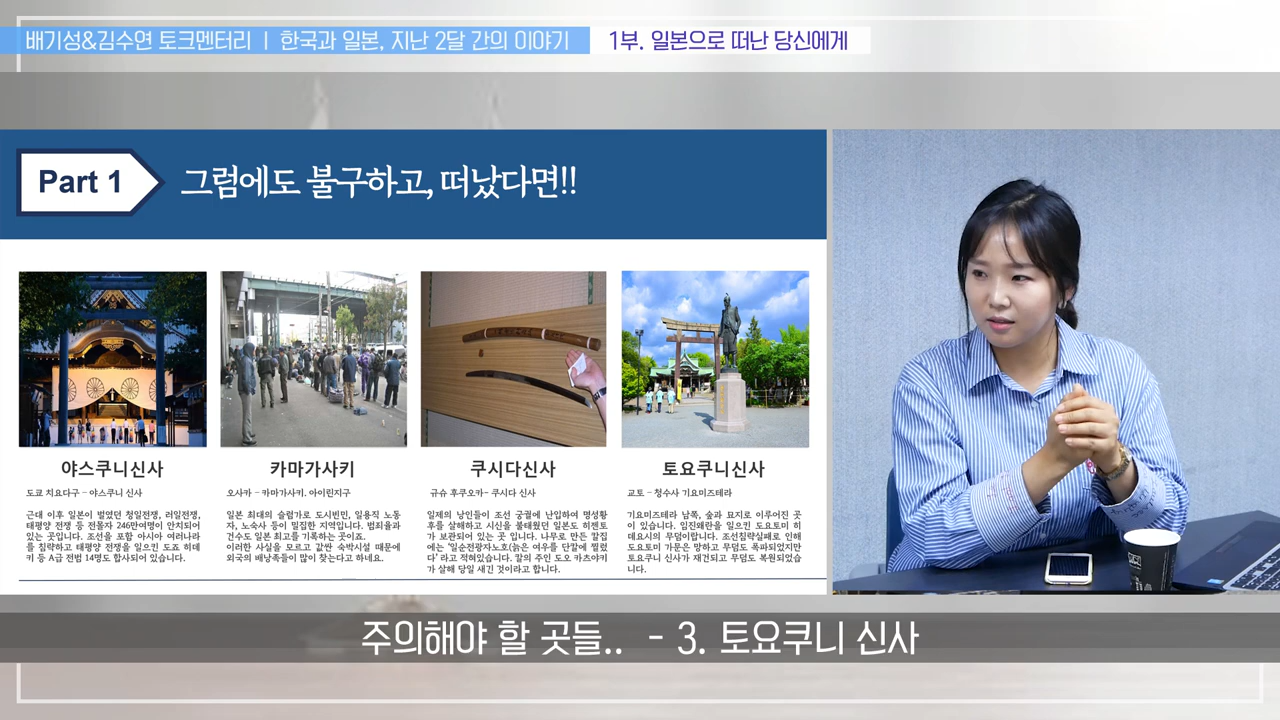 배기성&김수연 토크멘터리 ㅣ 한국과 일본, 지난 2달 간의 이야기
1부. 일본으로 떠난 당신에게
Part 1
그럼에도 불구하고, 떠났다면!!
야스쿠니신사
도쿄 치요다구 - 야스쿠니 신사
근대 이후 일본이 벌였던 청일전쟁, 러일전쟁,
태평양 전쟁 등 전몰자 246만여명이 안치되어
있는 곳입니다. 조선을 포함 아시아 여러나라
를 침략하고 태평양 전쟁을 일으킨 도죠 히데
키 등 A급 전범 14명도 합사되어 있습니다.
카마가사키
오사카 - 카마가사키. 아이린지구
일본 최대의 슬럼가로 도시빈민, 일용직 노동
자, 노숙사 등이 밀집한 지역입니다. 범죄율과
건수도 일본 최고를 기록하는 곳이죠.
이러한 사실을 모르고 값싼 숙박시설 때문에
외국의 배낭족들이 많이 찾는다고 하네요.
쿠시다신사
규슈 후쿠오카- 쿠시다 신사
일제의 낭인들이 조선 궁궐에 난입하여 명성황
후를 살해하고 시신을 불태웠던 일본도 히젠토
가 보관되어 있는 곳 입니다. 나무로 만든 칼집
에는 '일순전광자노호(늙은 여우를 단칼에 찔렀
다' 라고 적혀있습니다. 칼의 주인 도오 카츠아키
가 살해 당일 새긴 것이라고 합니다.
토요쿠니신사
교토 - 청수사 기요미즈테라
기요미즈테라 남쪽, 숲과 묘지로 이루어진 곳
이 있습니다. 임진왜란을 일으킨 도요토미 히
데요시의 무덤이랍니다. 조선침략실패로 인해
도요토미 가문은 망하고 무덤도 폭파되었지만
토요쿠니 신사가 재건되고 무덤도 복원되었습
니다.
주의해야 할 곳들.. - 3. 토요쿠니 신사